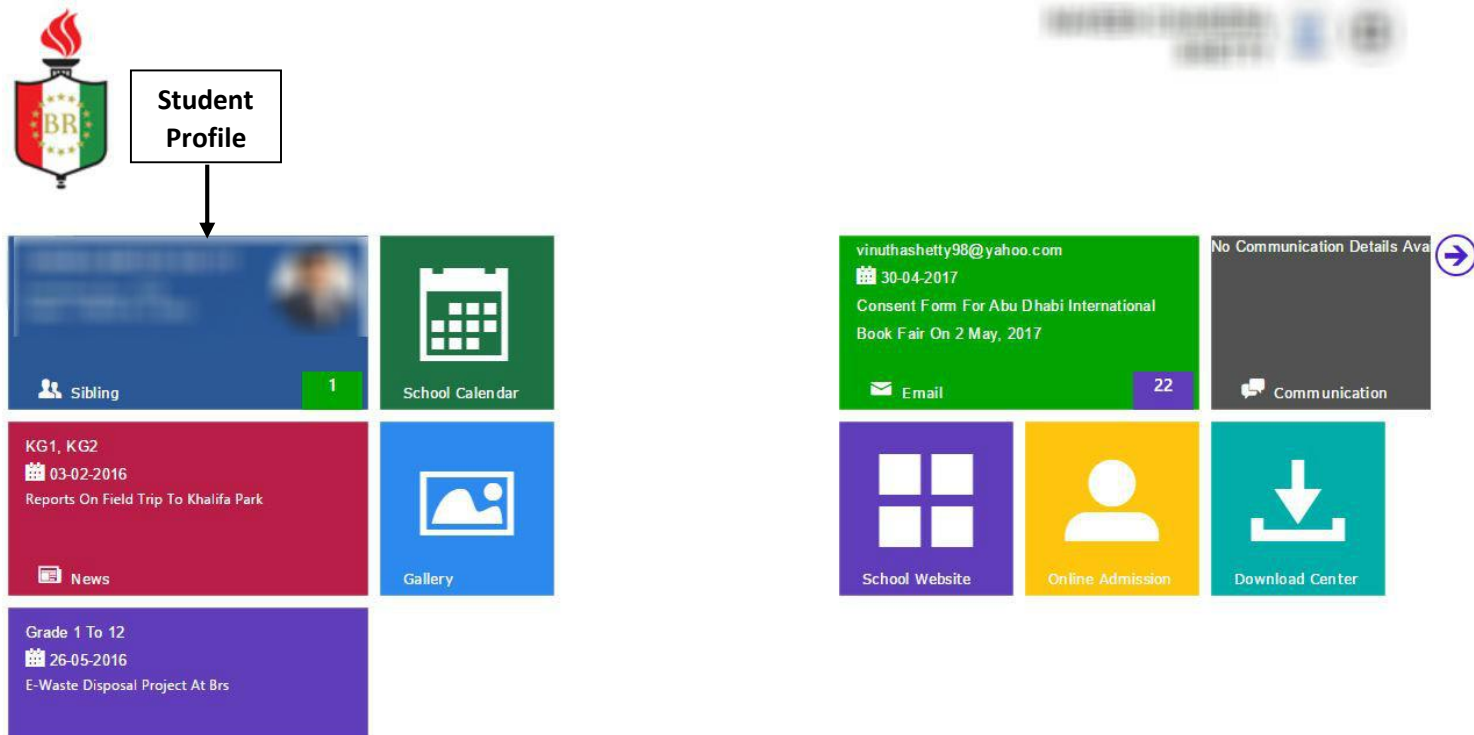 BR
Student
Profile
Sibling
1
School Calendar
KG1, KG2
03-02-2016
Reports On Field Trip To Khalifa Park
News
Gallery
Grade 1 To 12
26-05-2016
E-Waste Disposal Project At Brs
vinuthashetty98@yahoo.com
30-04-2017
Consent Form For Abu Dhabi International
Book Fair On 2 May, 2017
Email
22
No Communication Details Ava
Communication
School Website
Online Admission
Download Center